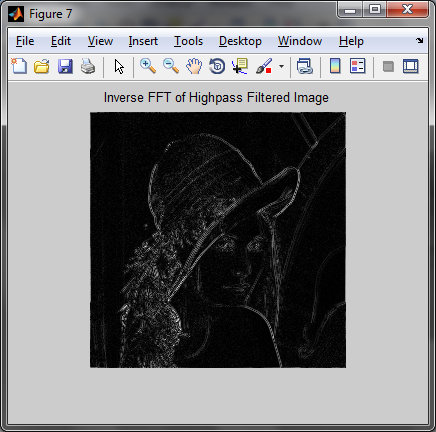 Figure 7
File Edit View Insert Tools Desktop Window Help
Inverse FFT of Highpass Filtered Image